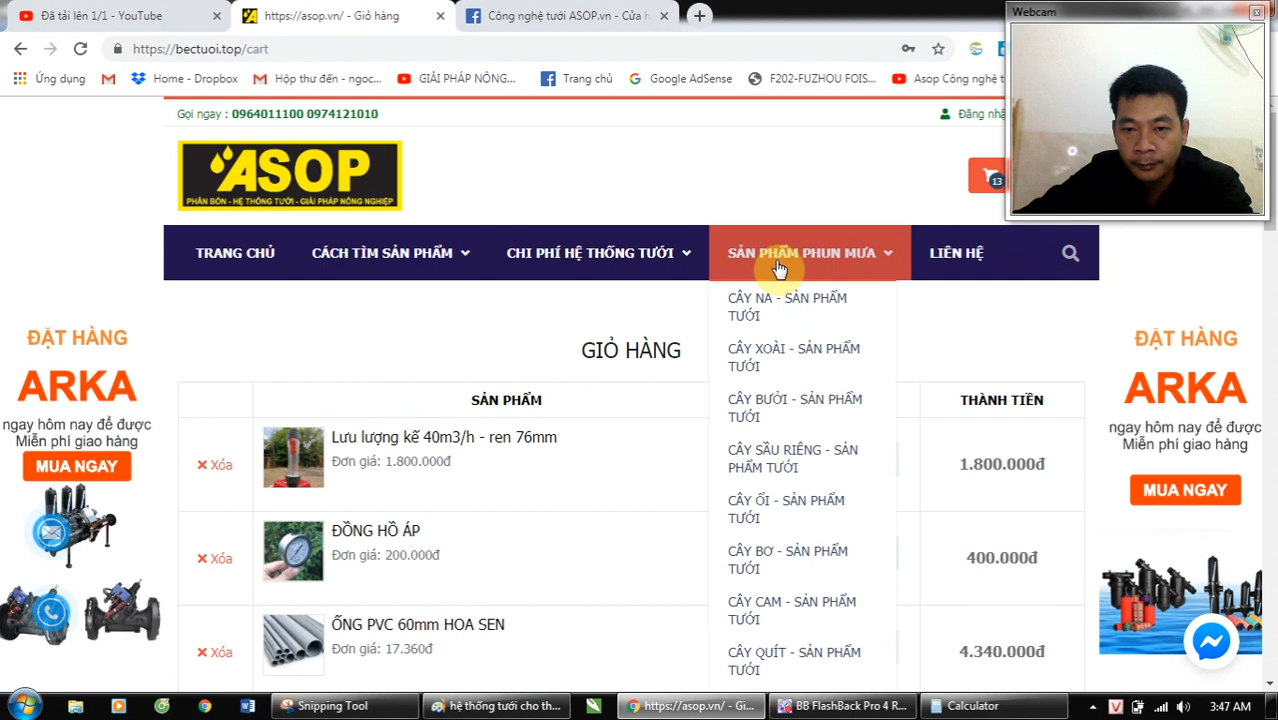 Đã tải lên 1/1 - YouTube
https://asop.vn/ - Giỏ hàng
Công nghệ tưới ASOP.vn - Cửa h
Webcam
https://bectuoi.top/cart
Ứng dụng
Home - Dropbox
Hộp thư đến - ngoc...
GIẢI PHÁP NÔNG...
Trang chủ
Google AdSense
F202-FUZHOU FOIS...
Asop Công nghệ t
Gọi ngay : 0964011100 0974121010
Đăng nhậ
ASOP
PHÂN BÓN - HỆ THỐNG TƯỚI - GIẢI PHÁP NÔNG NGHIỆP
13
TRANG CHỦ
CÁCH TÌM SẢN PHẨM
CHI PHÍ HỆ THỐNG TƯỚI
SẢN PHẨM PHUN MƯA
LIÊN HỆ
CÂY NA - SẢN PHẨM
TƯỚI
CÂY XOÀI - SẢN PHẨM
TƯỚI
CÂY BƯỞI - SẢN PHẨM
TƯỚI
CÂY SẦU RIÊNG - SẢN
PHẨM TƯỚI
CÂY ỔI - SẢN PHẨM
TƯỚI
CÂY BƠ - SẢN PHẨM
TƯỚI
CÂY CAM - SẢN PHẨM
TƯỚI
CÂY QUÍT - SẢN PHẨM
TƯỚI
ĐẶT HÀNG
ARKA
ngay hôm nay để được
Miễn phí giao hàng
MUA NGAY
GIỎ HÀNG
SẢN PHẨM
THÀNH TIỀN
Xóa
Lưu lượng kế 40m3/h - ren 76mm
Đơn giá: 1.800.000đ
1.800.000đ
Xóa
ĐỒNG HỒ ÁP
Đơn giá: 200.000đ
400.000đ
Xóa
ỐNG PVC 60mm HOA SEN
Đơn giá: 17.360đ
4.340.000đ
ĐẶT HÀNG
ARKA
ngay hôm nay để được
Miễn phí giao hàng
MUA NGAY
Snipping Tool
hệ thống tưới cho th...
https://asop.vn/ - Gi...
BB FlashBack Pro 4 R...
Calculator
3:47 AM